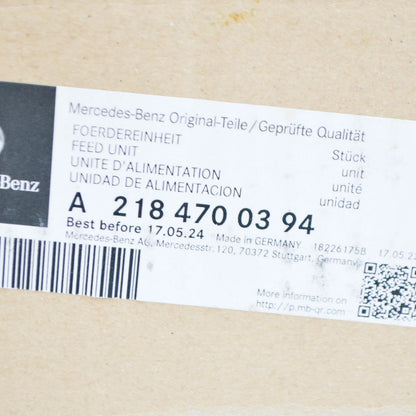 Mercedes-Benz Original-Teile/Geprüfte Qualität
FOERDEREINHEIT Stück
FEED UNIT unit
UNITE D'ALIMENTATION unité
UNIDAD DE ALIMENTACION unidad
Benz
A 218 470 03 94
Best before 17.05.24 Made in GERMANY 18226175B 17.05.22
Mercedes-Benz AG, Mercedesstr. 120, 70372 Stuttgart, Germany
More information on
http://p.mb-qr.com/